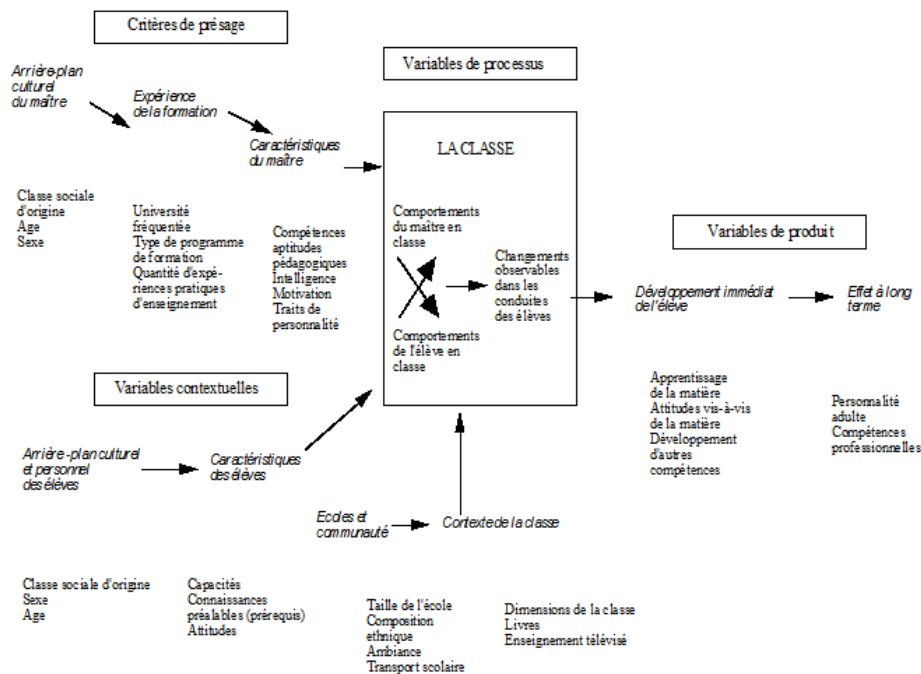 Critères de présage
Variables de processus
Arrière-plan
culturel
du maître
Expérience
de la formation
Caractéristiques
du maître
LA CLASSE
Classe sociale
d'origine
Age
Sexe
Université
fréquentée
Type de programme
de formation
Quantité d'expé-
riences pratiques
d'enseignement
Compétences
aptitudes
pédagogiques
Intelligence
Motivation
Traits de
personnalité
Comportements
du maître en
classe
Changements
observables
dans les
conduites
des élèves
Comportements
de l'élève en
classe
Variables de produit
Développement immédiat
de l'élève
Effet à long
terme
Apprentissage
de la matière
Attitudes vis-à-vis
de la matière
Développement
d'autres
compétences
Personnalité
adulte
Compétences
professionnelles
Variables contextuelles
Arrière-plan culturel
et personnel
des élèves
Caractéristiques
des élèves
Ecoles et
communauté
Contexte de la classe
Classe sociale d'origine
Sexe
Age
Capacités
Connaissances
préalables (prérequis)
Attitudes
Taille de l'école
Composition
ethnique
Ambiance
Transport scolaire
Dimensions de la classe
Livres
Enseignement télévisé